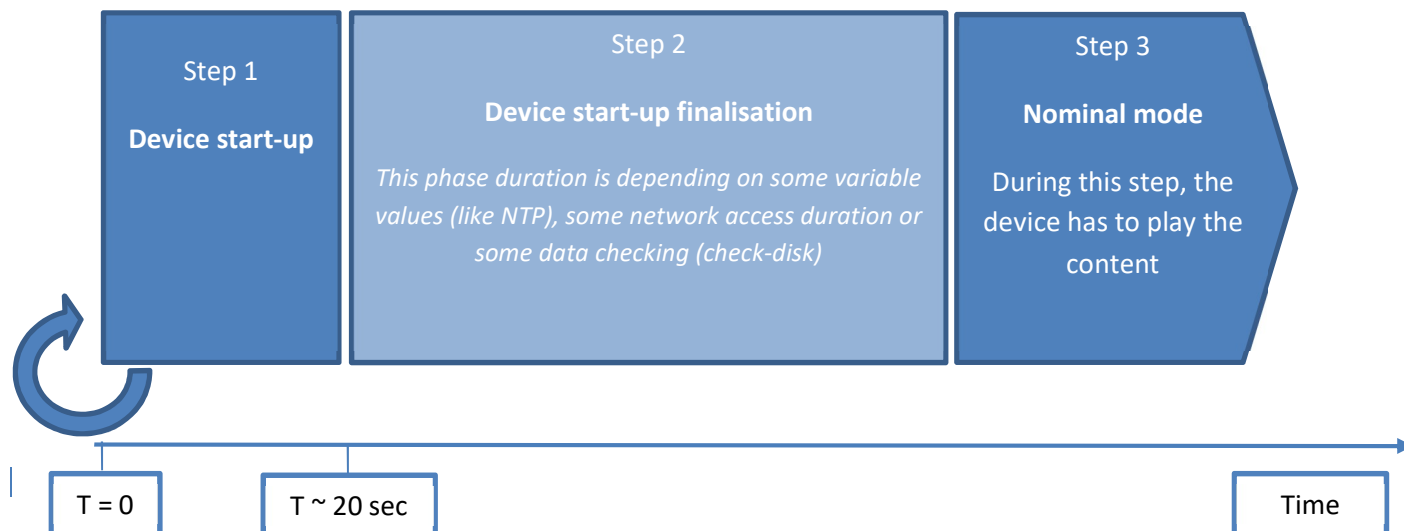 Step 1
Device start-up
Step 2
Device start-up finalisation
This phase duration is depending on some variable
values (like NTP), some network access duration or
some data checking (check-disk)
Step 3
Nominal mode
During this step, the
device has to play the
content
T = 0
T ~ 20 sec
Time